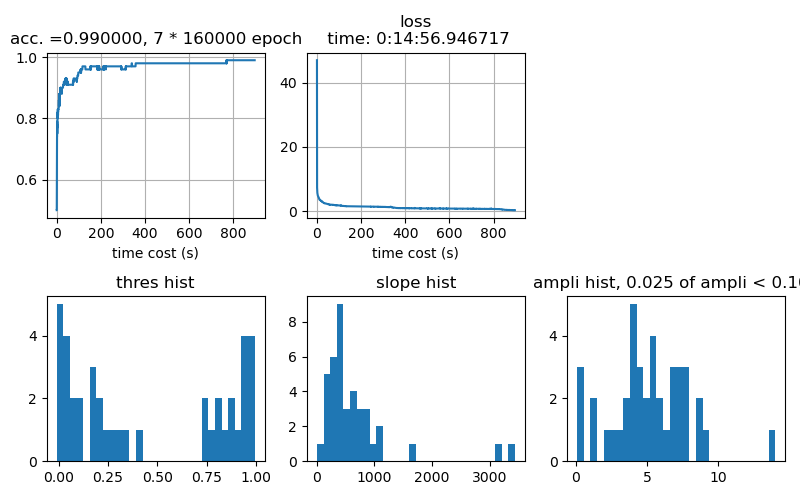 acc. =0.990000, 7 * 160000 epoch
loss
time: 0:14:56.946717
1.0
0.8
0.6
0 200 400 600 800
time cost (s)
40
20
0
0 200 400 600 800
time cost (s)
thres hist
slope hist
ampli hist, 0.025 of ampli < 0.10
4
2
0
0.00 0.25 0.50 0.75 1.00
8
6
4
2
0
0 1000 2000 3000
4
2
0
0 5 10